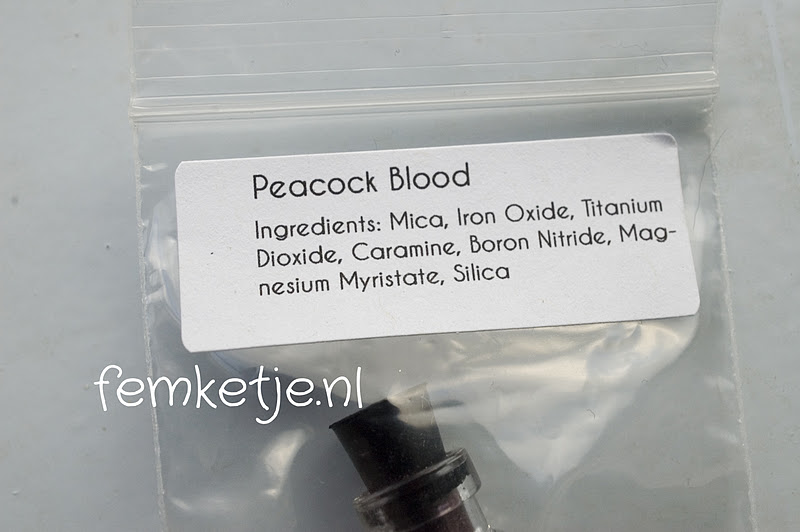 Peacock Blood
Ingredients: Mica, Iron Oxide, Titanium
Dioxide, Caramine, Boron Nitride, Mag-
nesium Myristate, Silica
femketje.nl